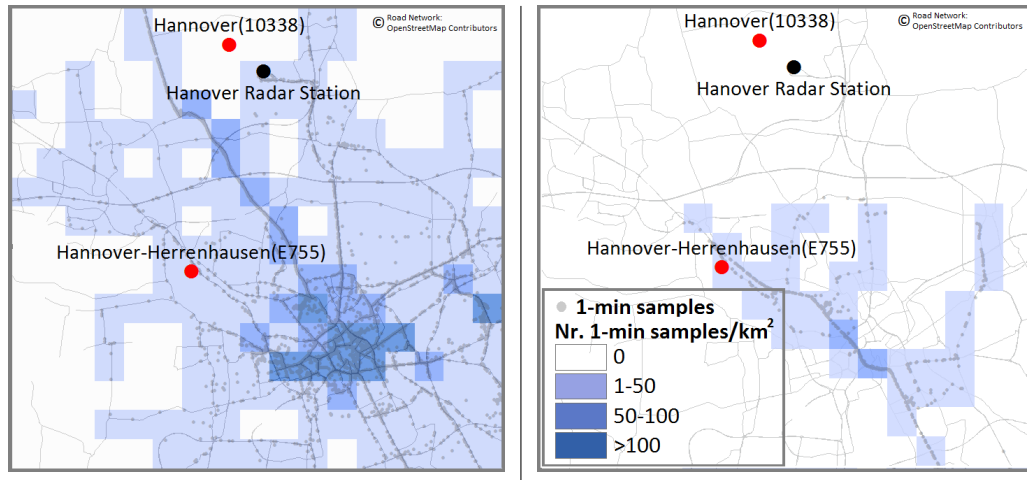 © Road Network:
OpenStreetMap Contributors
Hannover(10338)
Hanover Radar Station
Hannover-Herrenhausen(E755)
© Road Network:
OpenStreetMap Contributors
Hannover(10338)
Hanover Radar Station
Hannover-Herrenhausen(E755)
1-min samples
Nr. 1-min samples/km²
0
1-50
50-100
>100